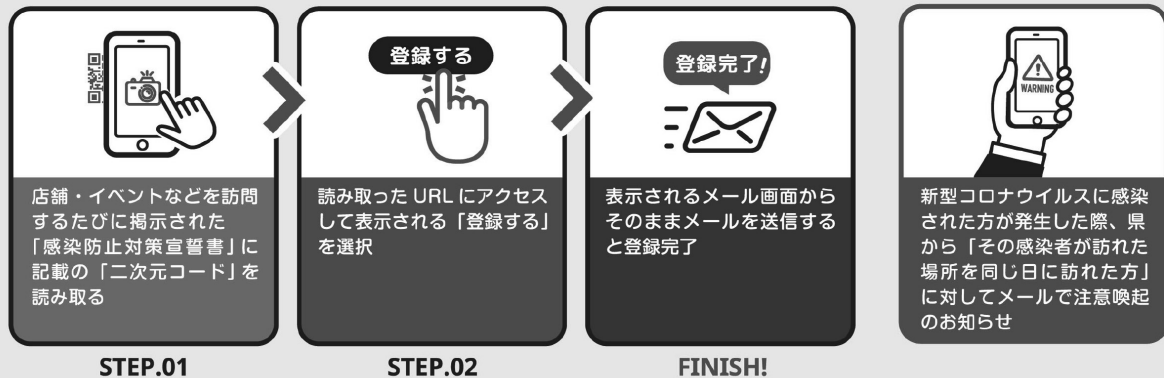 店舗・イベントなどを訪問
するたびに掲示された
「感染防止対策宣誓書」に
記載の「二次元コード」を
読み取る
STEP.01
登録する
読み取った URL にアクセス
して表示される「登録する」
を選択
STEP.02
登録完了!
表示されるメール画面から
そのままメールを送信する
と登録完了
FINISH!
WARNING
新型コロナウイルスに感染
された方が発生した際、県
から「その感染者が訪れた
場所を同じ日に訪れた方」
に対してメールで注意喚起
のお知らせ